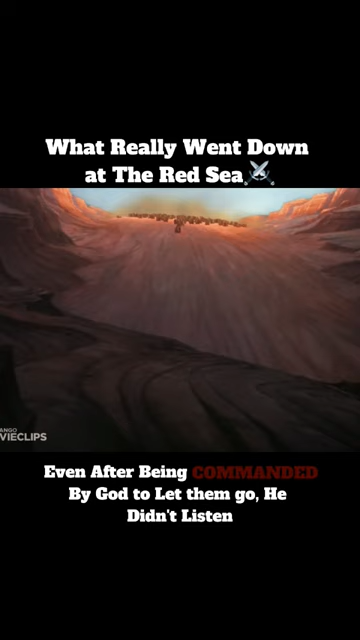 What Really Went Down
at The Red Sea⚔️
ANGO
VIECLIPS
Even After Being COMMANDED
By God to Let them go, He
Didn't Listen